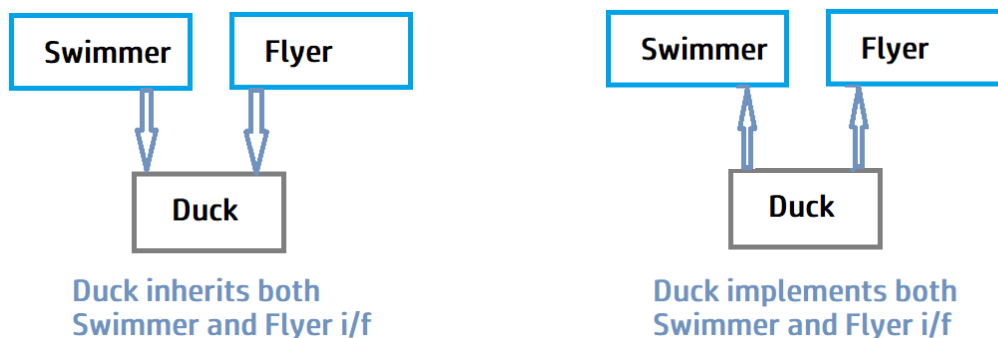 Swimmer
Flyer
Duck
Duck inherits both
Swimmer and Flyer i/f
Swimmer
Flyer
Duck
Duck implements both
Swimmer and Flyer i/f